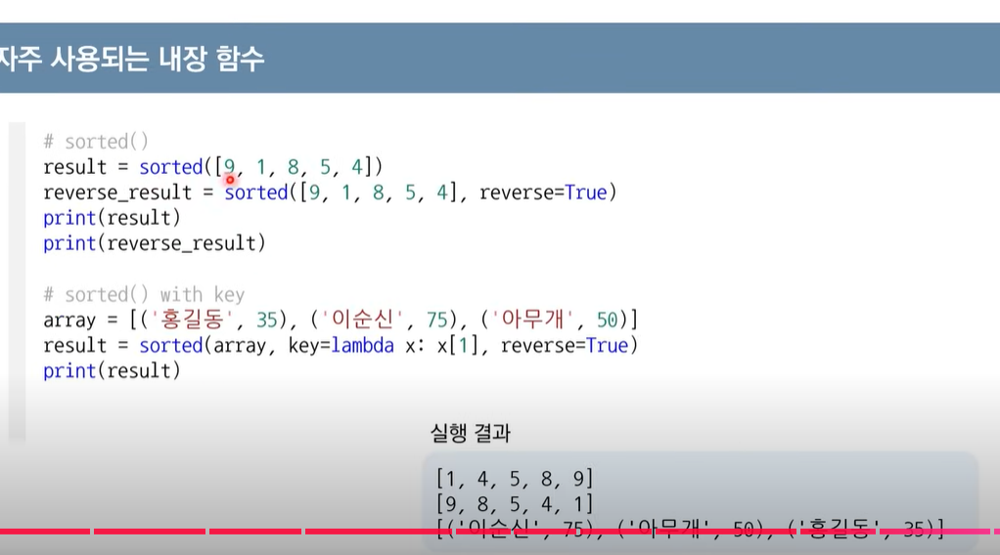 자주 사용되는 내장 함수
# sorted()
result = sorted([9, 1, 8, 5, 4])
reverse_result = sorted([9, 1, 8, 5, 4], reverse=True)
print(result)
print(reverse_result)
# sorted() with key
array = [('홍길동', 35), ('이순신', 75), ('아무개', 50)]
result = sorted(array, key=lambda x: x[1], reverse=True)
print(result)
실행 결과
[1, 4, 5, 8, 9]
[9, 8, 5, 4, 1]
[('이순신', 75), ('아무개', 50), ('홍길동', 35)]